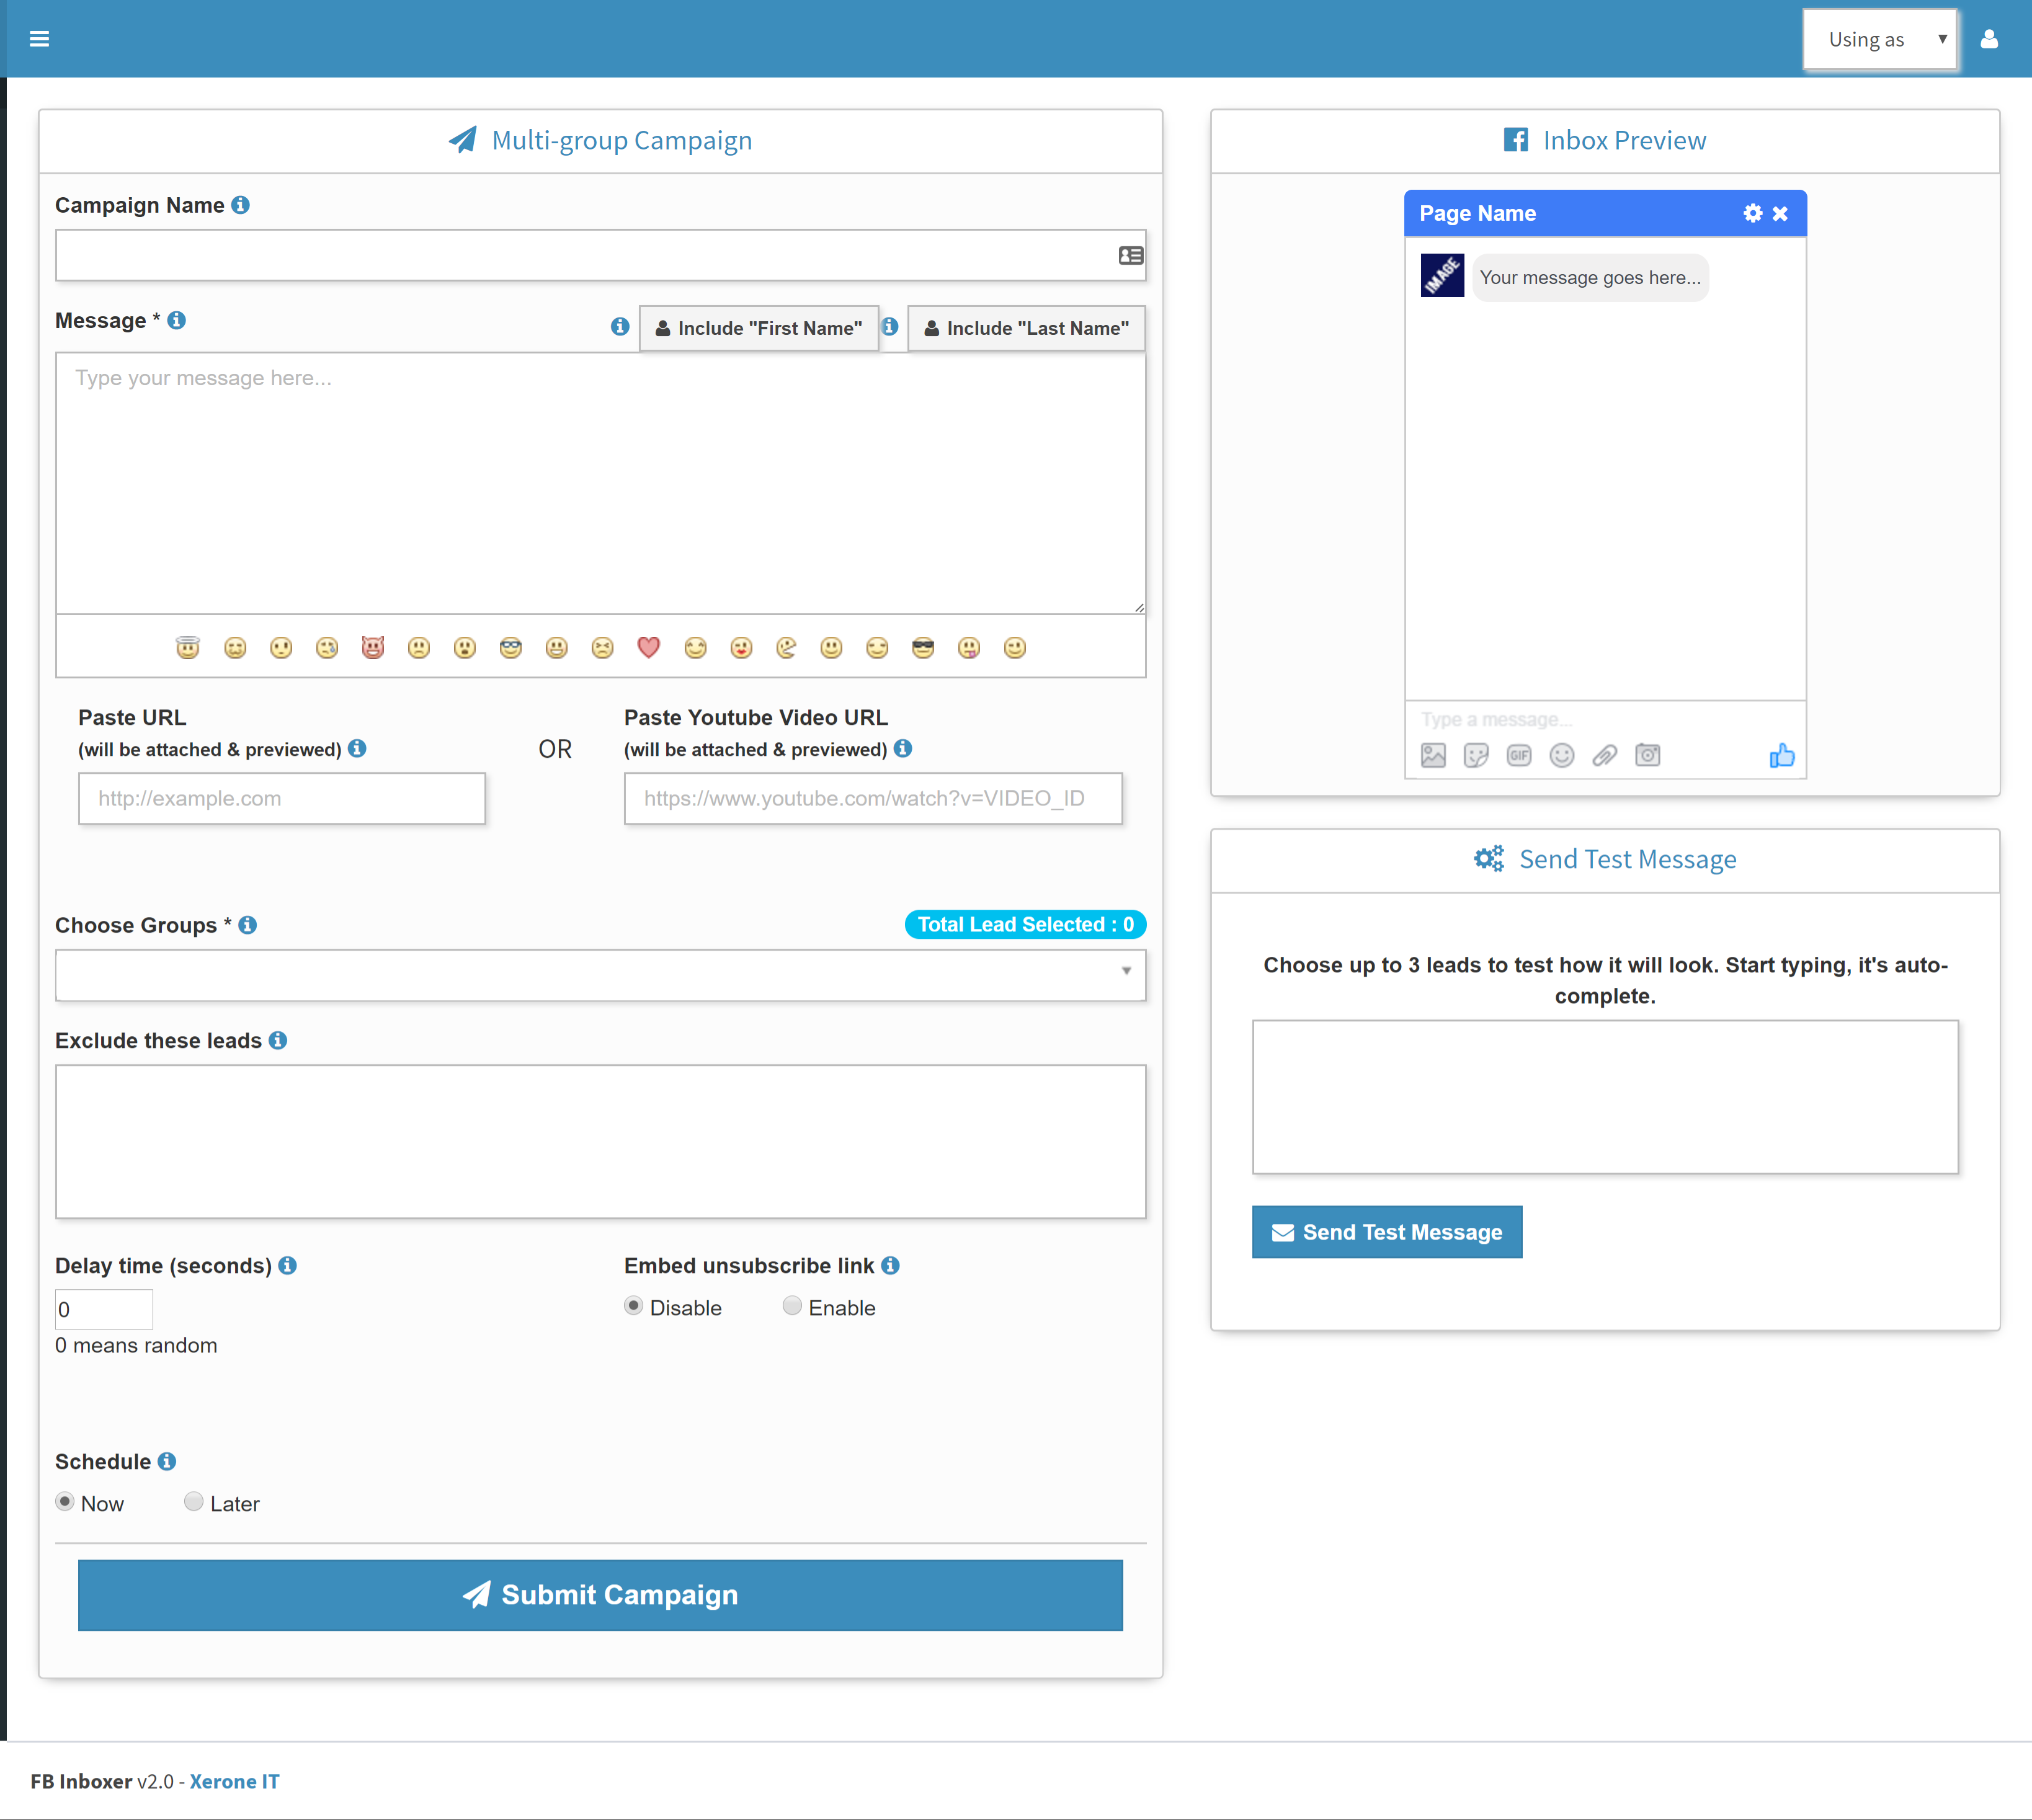 Using as
Multi-group Campaign
Campaign Name
Message *
Include "First Name"
Include "Last Name"
Type your message here...
Paste URL
(will be attached & previewed)
OR
Paste Youtube Video URL
(will be attached & previewed)
http://example.com
https://www.youtube.com/watch?v=VIDEO_ID
Choose Groups *
Total Lead Selected : 0
Exclude these leads
Delay time (seconds)
0
0 means random
Embed unsubscribe link
Disable
Enable
Schedule
Now
Later
Submit Campaign
Inbox Preview
Page Name
IMAGE
Your message goes here...
Type a message...
GIF
Send Test Message
Choose up to 3 leads to test how it will look. Start typing, it's auto-
complete.
Send Test Message
FB Inboxer v2.0 - Xerone IT